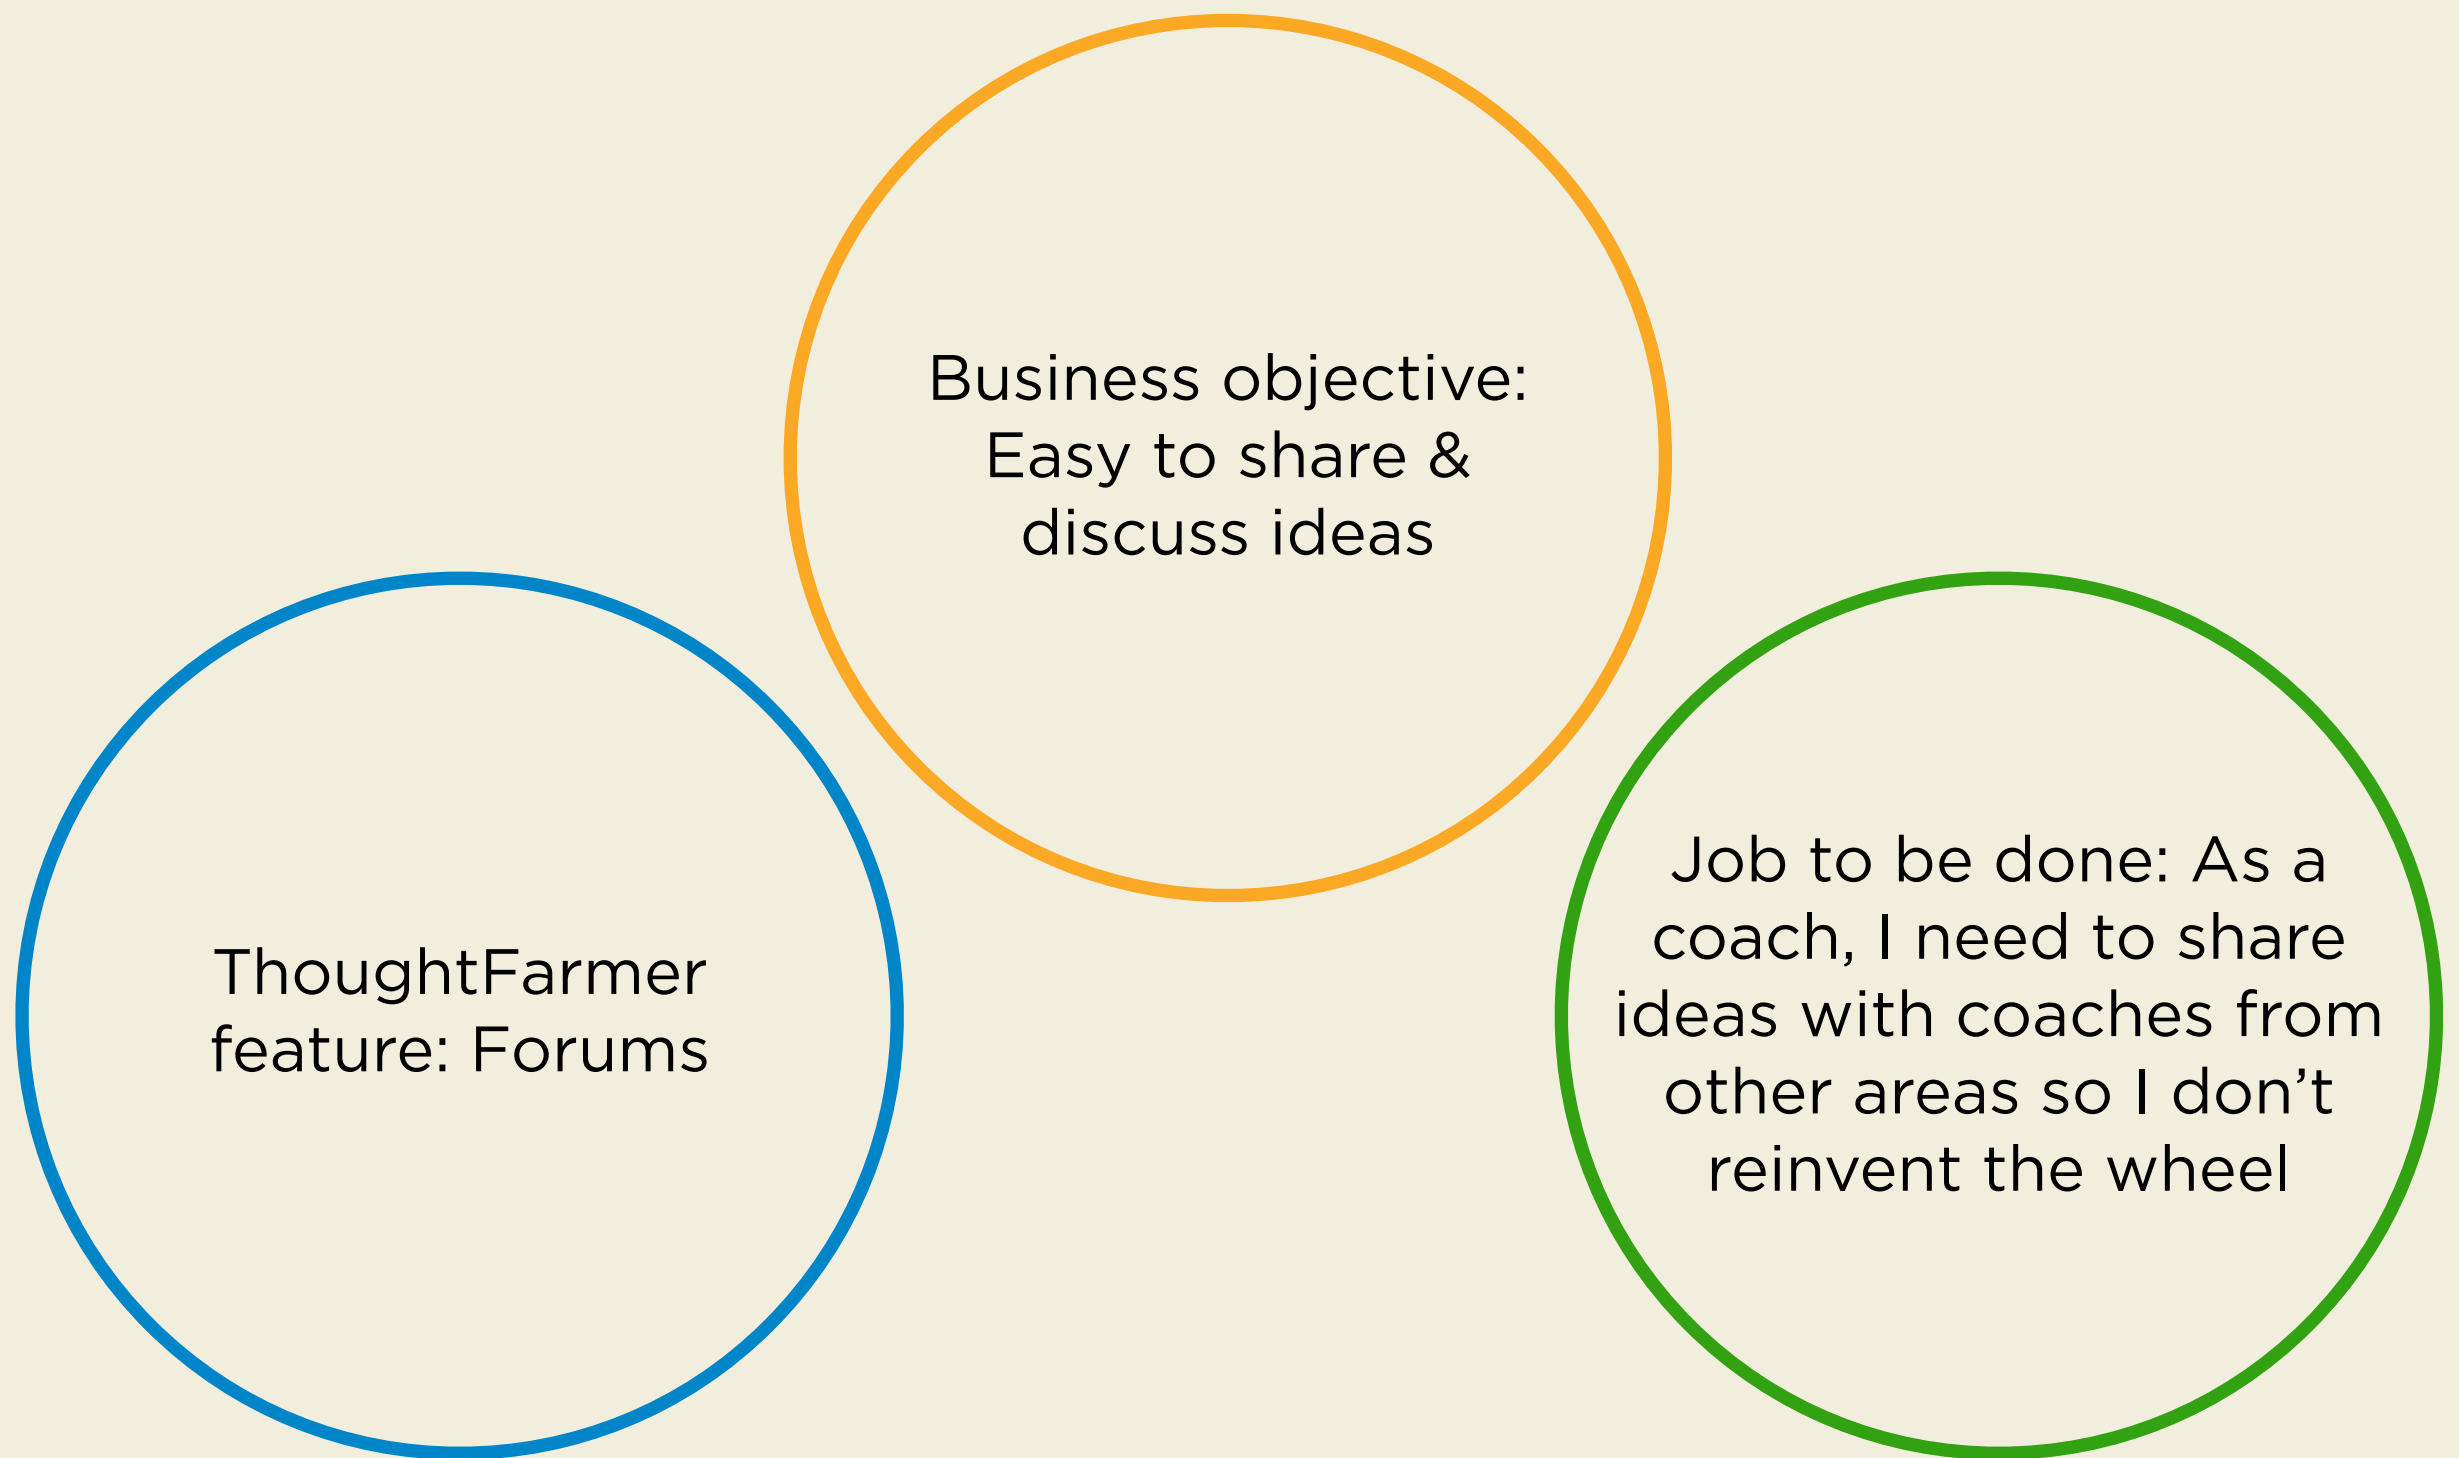 Business objective:
Easy to share &
discuss ideas
ThoughtFarmer
feature: Forums
Job to be done: As a
coach, I need to share
ideas with coaches from
other areas so I don’t
reinvent the wheel